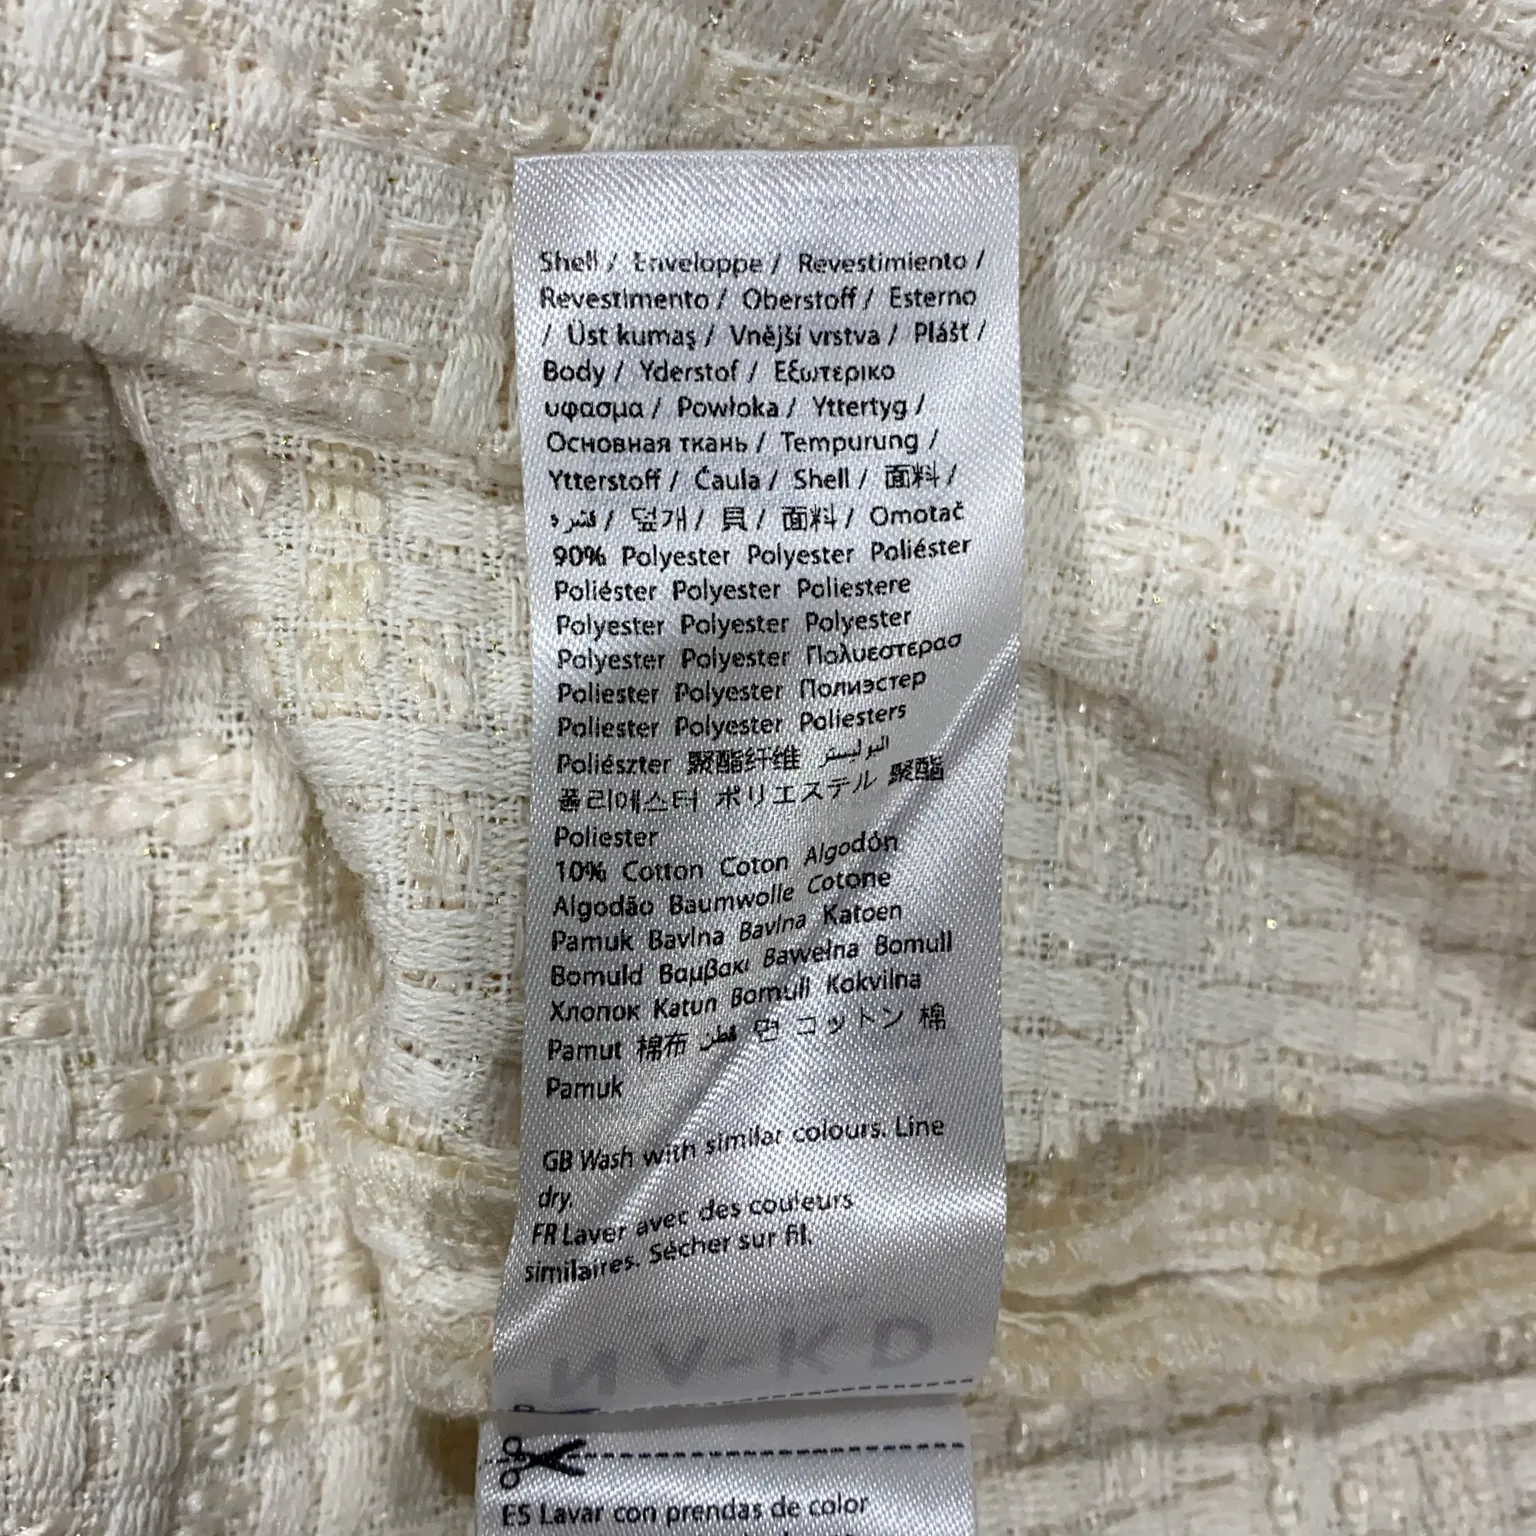 Shell / Enveloppe / Revestimiento /
Revestimento / Oberstoff / Esterno
/ Üst kumaş / Vnější vrstva / Plášť /
Body / Yderstof / Εξωτερικο
υφασμα / Powłoka / Yttertyg /
Основная ткань / Tempurung /
Ytterstoff / Čaula / Shell / 面料 /
قشرة / 덮개 / 貝 / 面料 / Omotač
90% Polyester Polyester Poliéster
Poliéster Polyester Poliestere
Polyester Polyester Polyester
Polyester Polyester Πολυεστερασ
Poliester Polyester Полиэстер
Poliester Polyester Poliesters
Poliészter 聚酯纤维 البوليستر
폴리에스터 ポリエステル 聚酯
Poliester
10% Cotton Coton Algodón
Algodão Baumwolle Cotone
Pamuk Bavlna Bavlna Katoen
Bomuld Βαμβακι Bawełna Bomull
Хлопок Katun Bomull Kokvilna
Pamut 棉布 قطن 면 コットン 棉
Pamuk
GB Wash with similar colours. Line
dry.
FR Laver avec des couleurs
similaires. Sécher sur fil.
ES Lavar con prendas de color